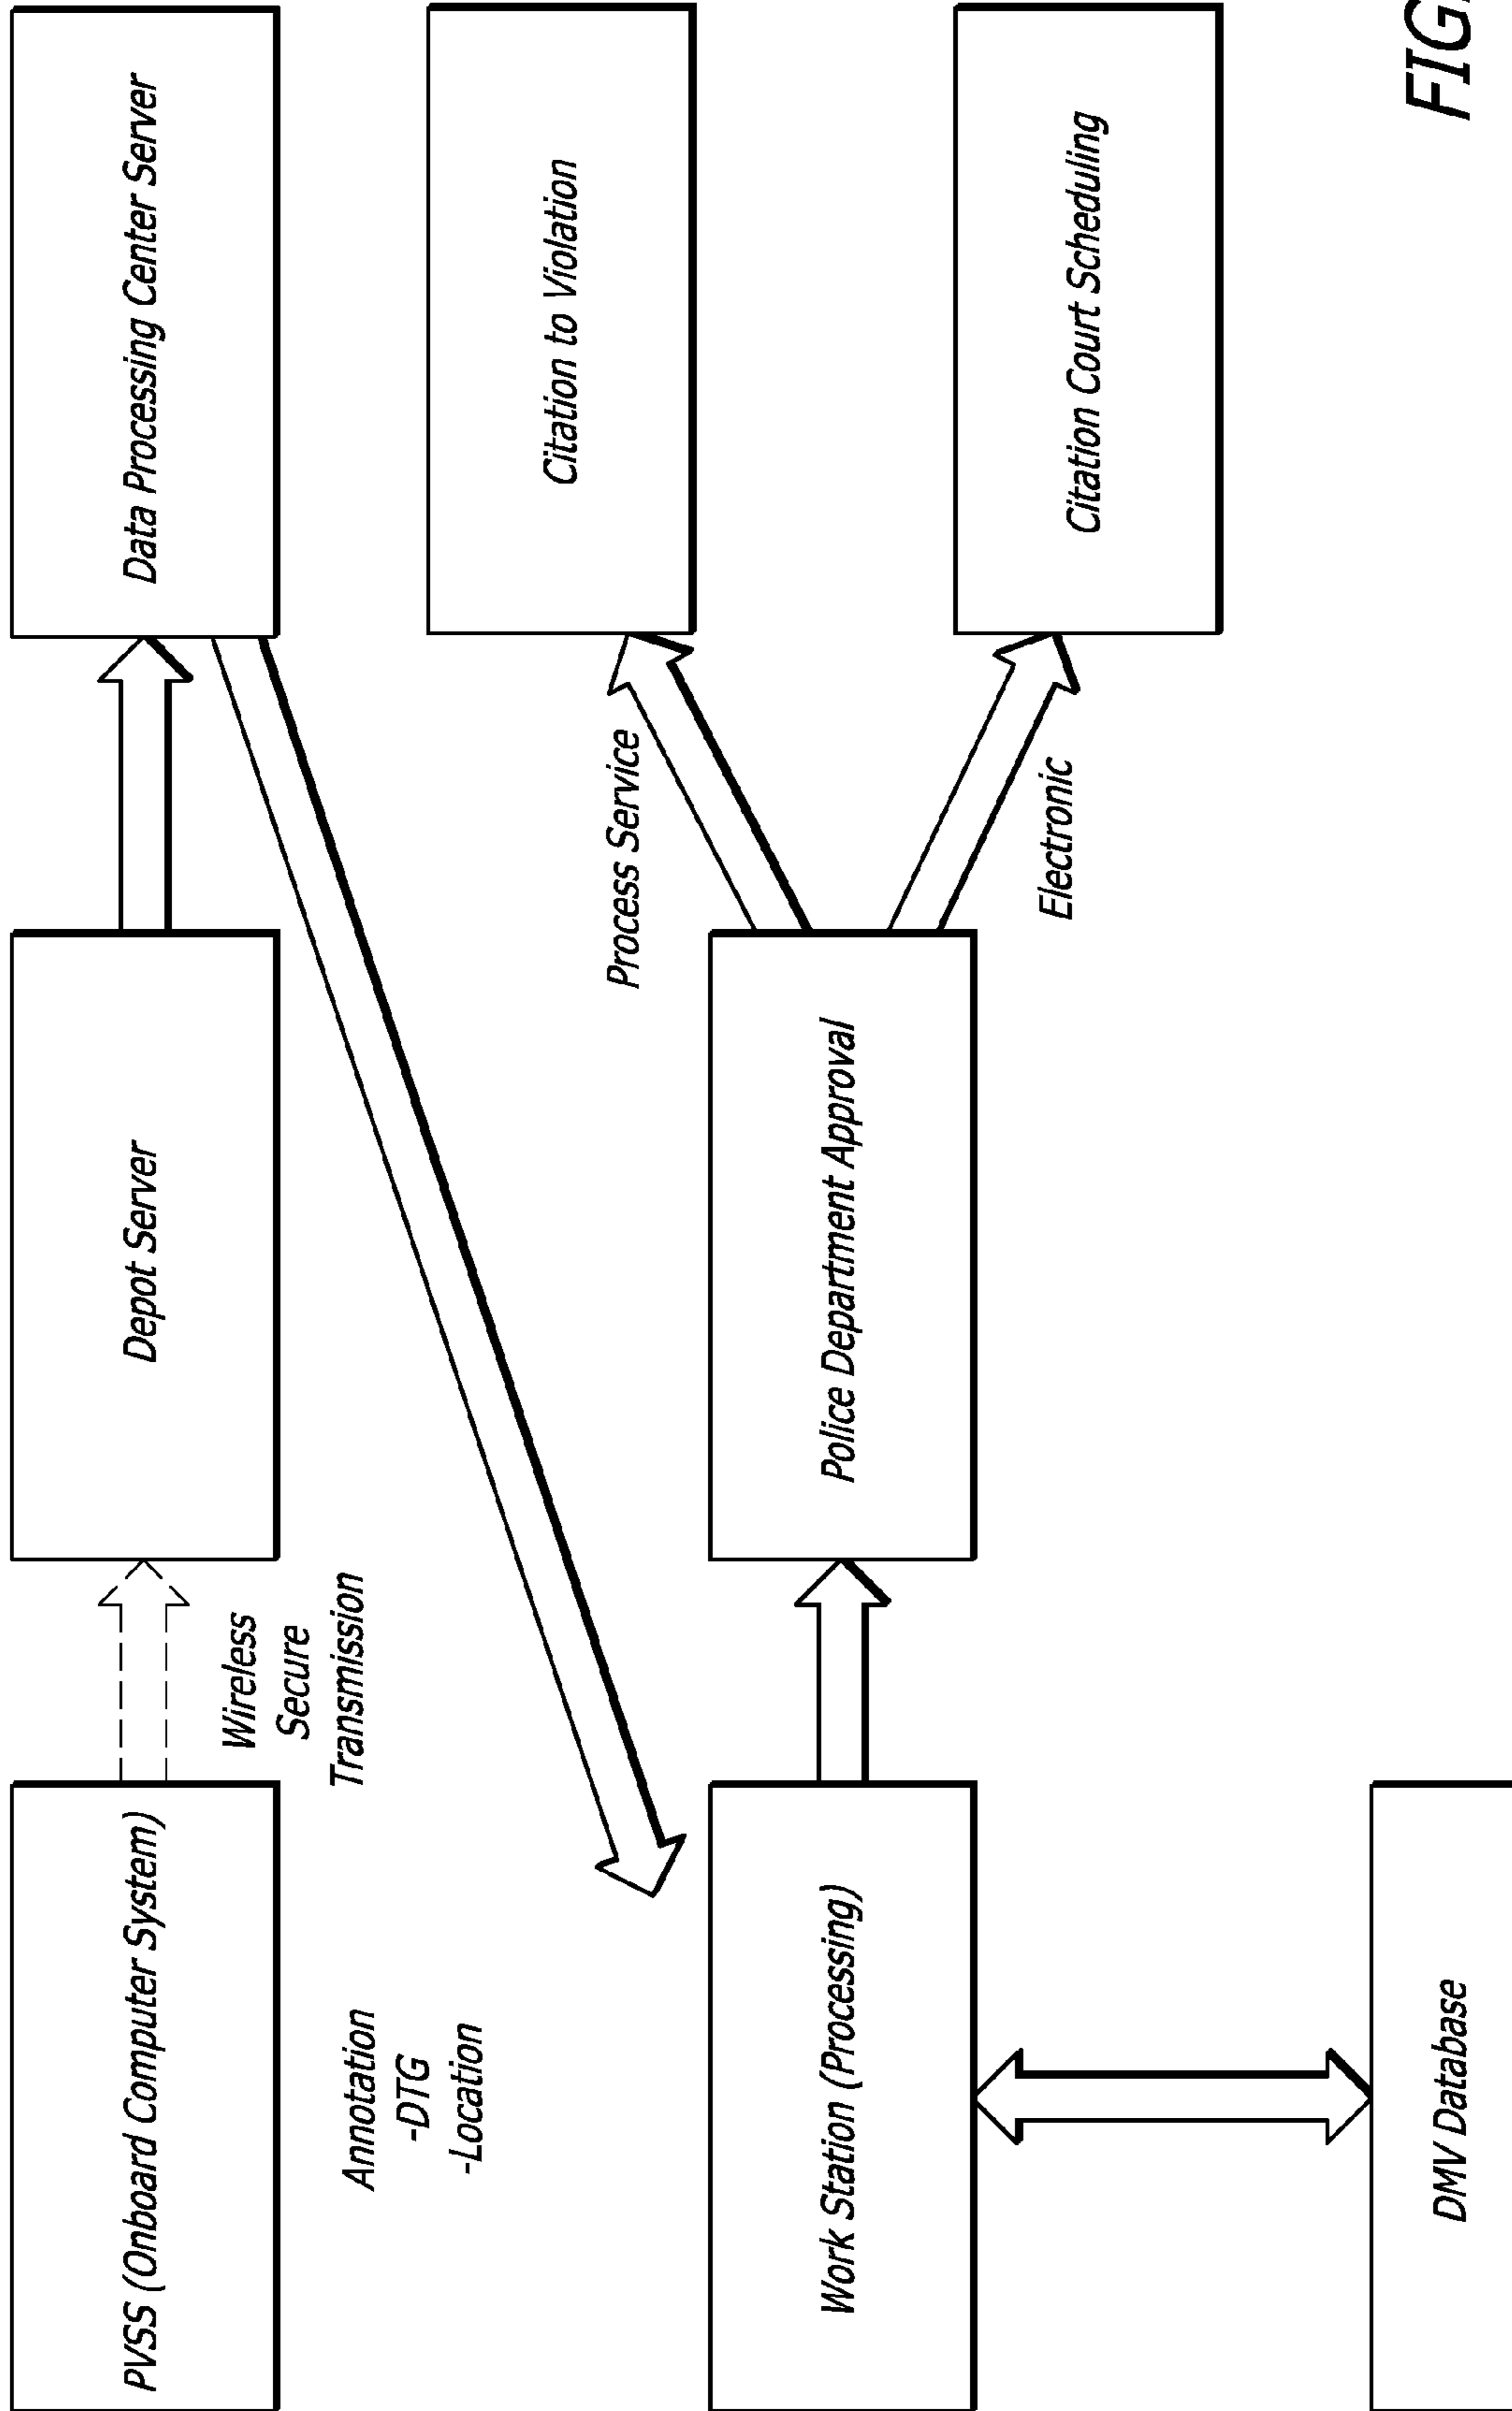 PVSS (Onboard Computer System)
Wireless
Secure
Transmission
Depot Server
Data Processing Center Server
Annotation
-DTG
-Location
Citation to Violation
Process Service
Work Station (Processing)
Police Department Approval
Electronic
Citation Court Scheduling
DMV Database
FIG.